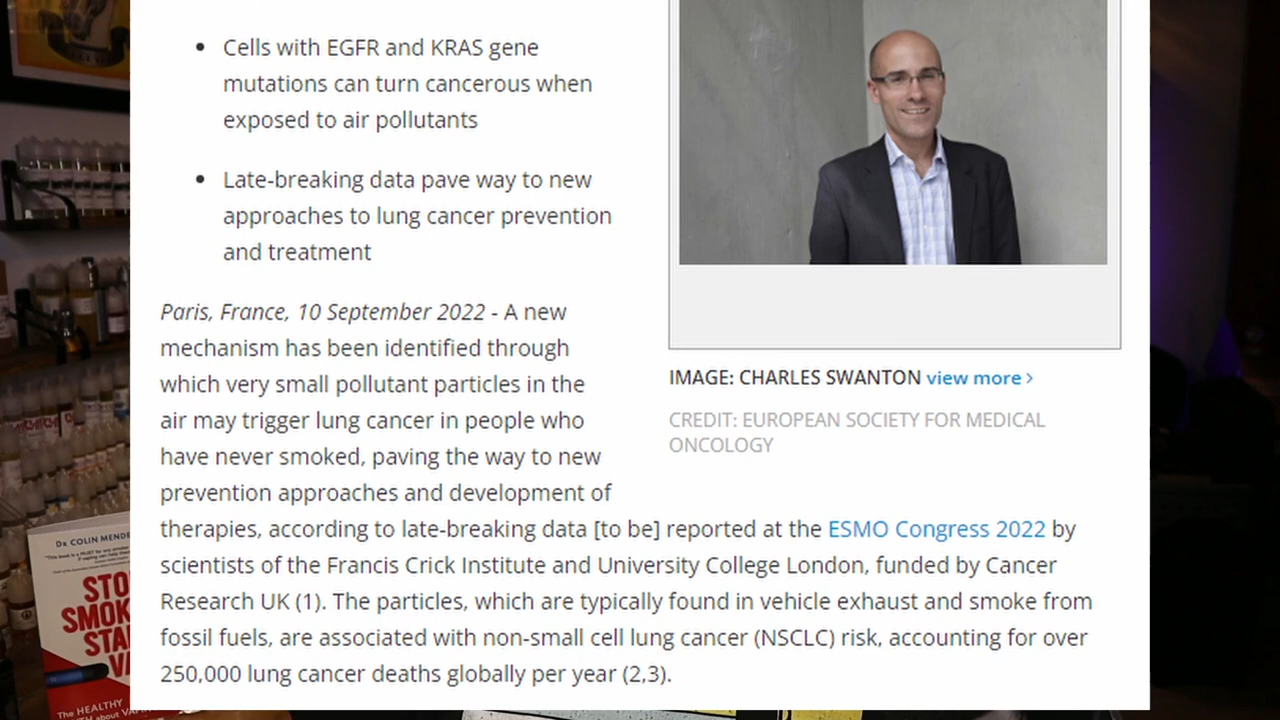 Cells with EGFR and KRAS gene
mutations can turn cancerous when
exposed to air pollutants
Late-breaking data pave way to new
approaches to lung cancer prevention
and treatment
Paris, France, 10 September 2022 - A new
mechanism has been identified through
which very small pollutant particles in the
air may trigger lung cancer in people who
have never smoked, paving the way to new
prevention approaches and development of
therapies, according to late-breaking data [to be] reported at the ESMO Congress 2022 by
scientists of the Francis Crick Institute and University College London, funded by Cancer
Research UK (1). The particles, which are typically found in vehicle exhaust and smoke from
fossil fuels, are associated with non-small cell lung cancer (NSCLC) risk, accounting for over
250,000 lung cancer deaths globally per year (2,3).
IMAGE: CHARLES SWANTON view more >
CREDIT: EUROPEAN SOCIETY FOR MEDICAL
ONCOLOGY
DR COLIN
The HEALTHY